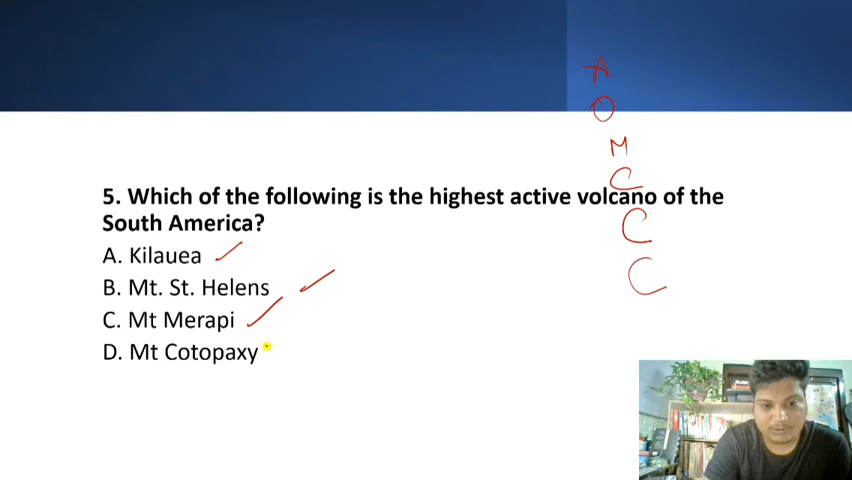 A
O
M
C
5. Which of the following is the highest active volcano of the
South America?
C
A. Kilauea
C
B. Mt. St. Helens
C. Mt Merapi
D. Mt Cotopaxy